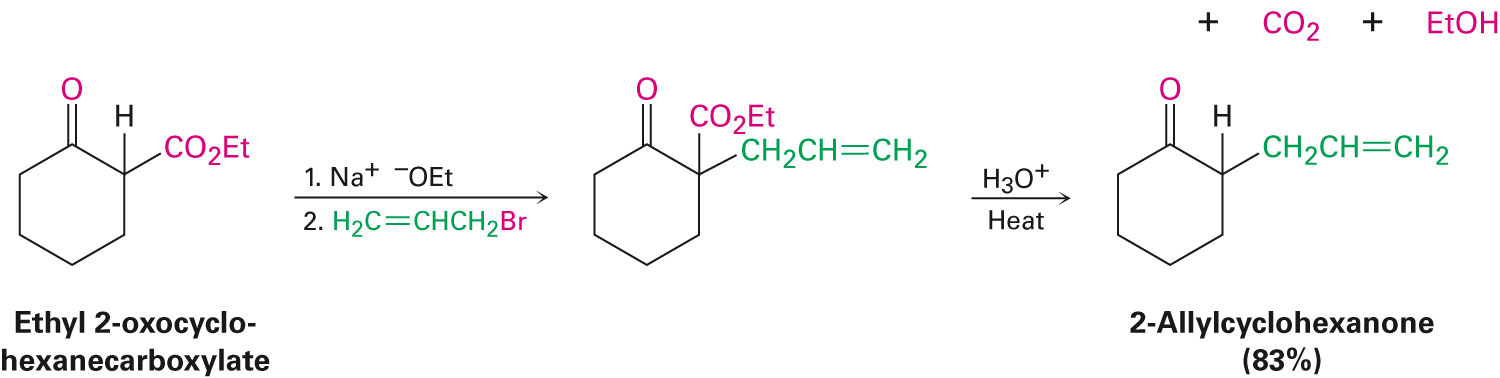 + CO2 + EtOH
O
H
CO2Et
1. Na+ −OEt
2. H2C=CHCH2Br
O
CO2Et
CH2CH=CH2
H3O+
Heat
O
H
CH2CH=CH2
Ethyl 2-oxocyclo-
hexanecarboxylate
2-Allylcyclohexanone
(83%)